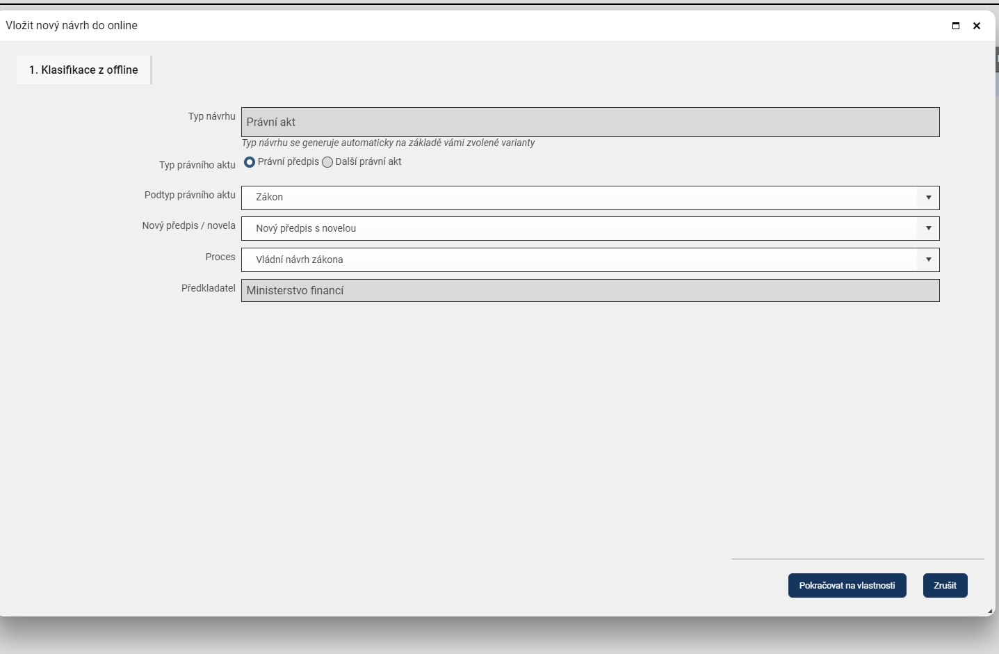 Vložit nový návrh do online
1. Klasifikace z offline
Typ návrhu
Právní akt
Typ návrhu se generuje automaticky na základě vámi zvolené varianty
Typ právního aktu
Právní předpis Další právní akt
Podtyp právního aktu
Zákon
Nový předpis / novela
Nový předpis s novelou
Proces
Vládní návrh zákona
Předkladatel
Ministerstvo financí
Pokračovat na vlastnosti
Zrušit